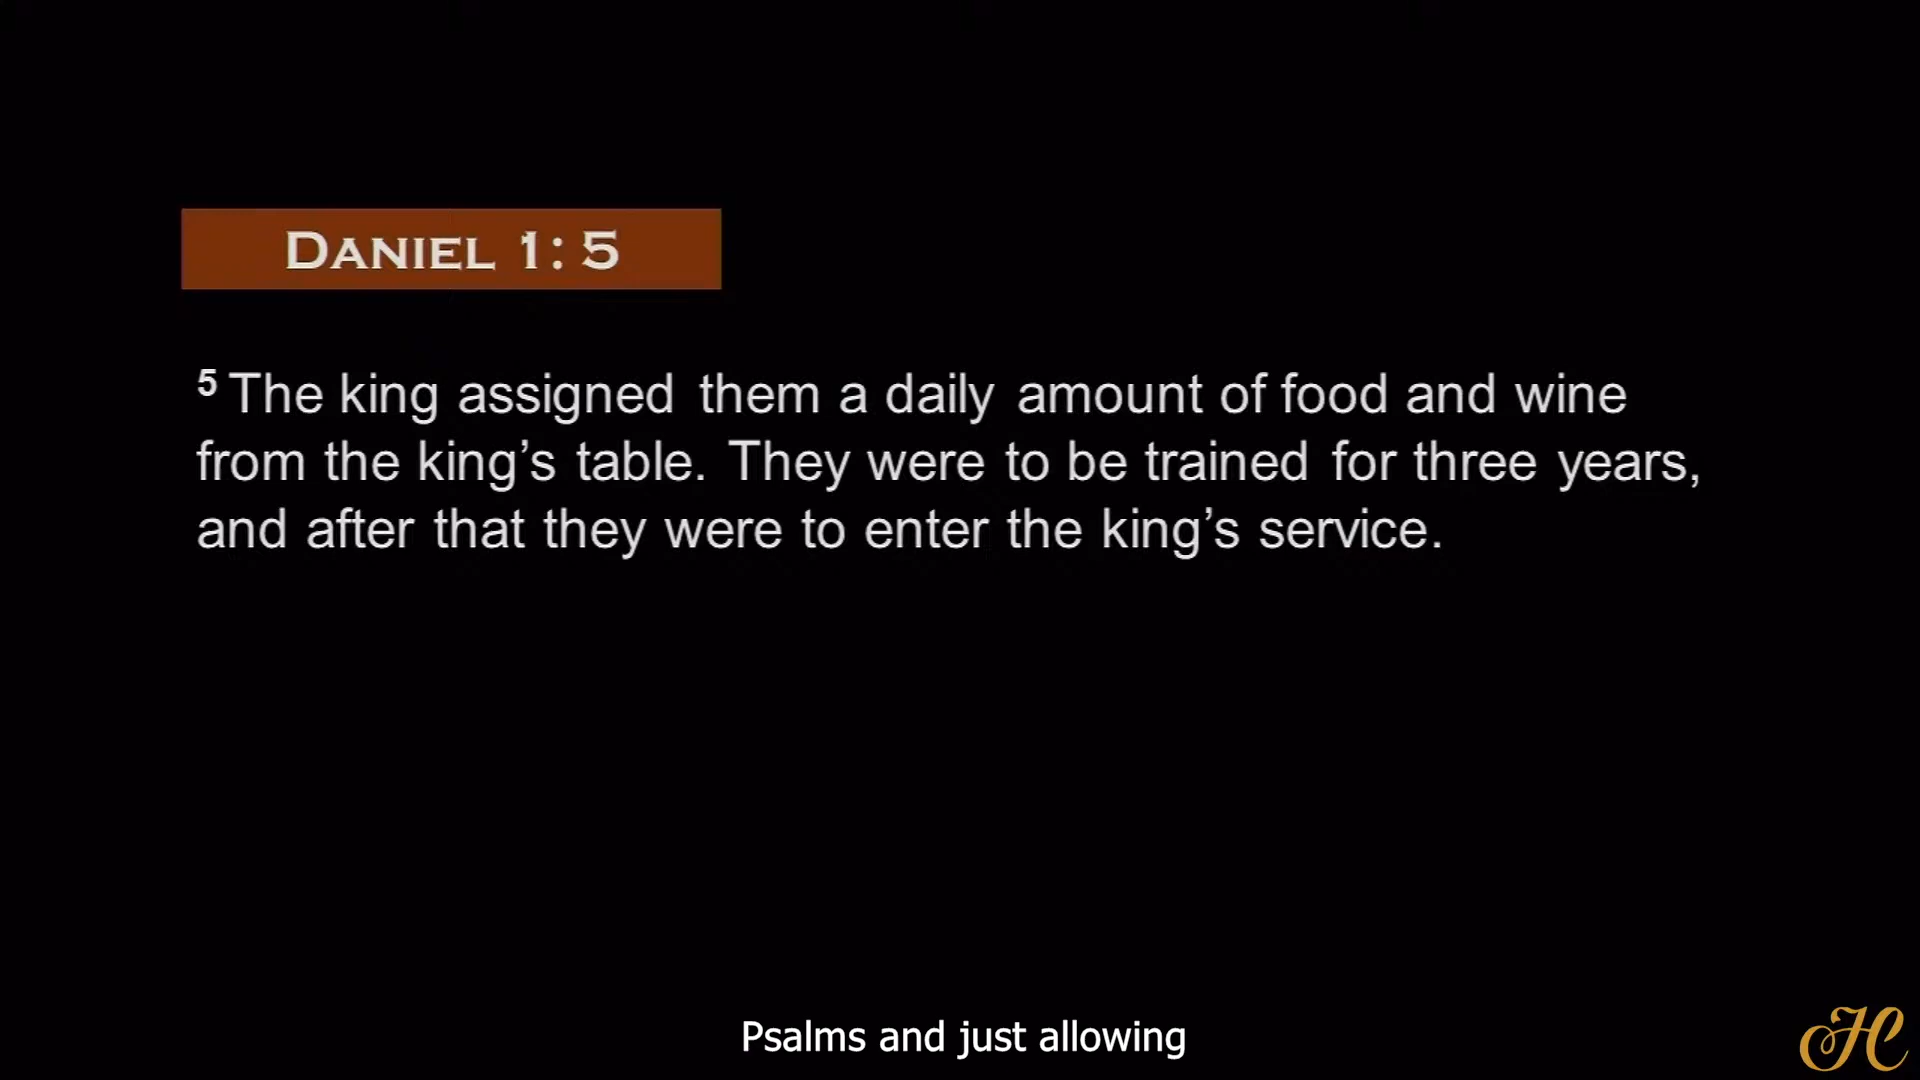 DANIEL 1: 5
5 The king assigned them a daily amount of food and wine
from the king’s table. They were to be trained for three years,
and after that they were to enter the king’s service.
Psalms and just allowing
H